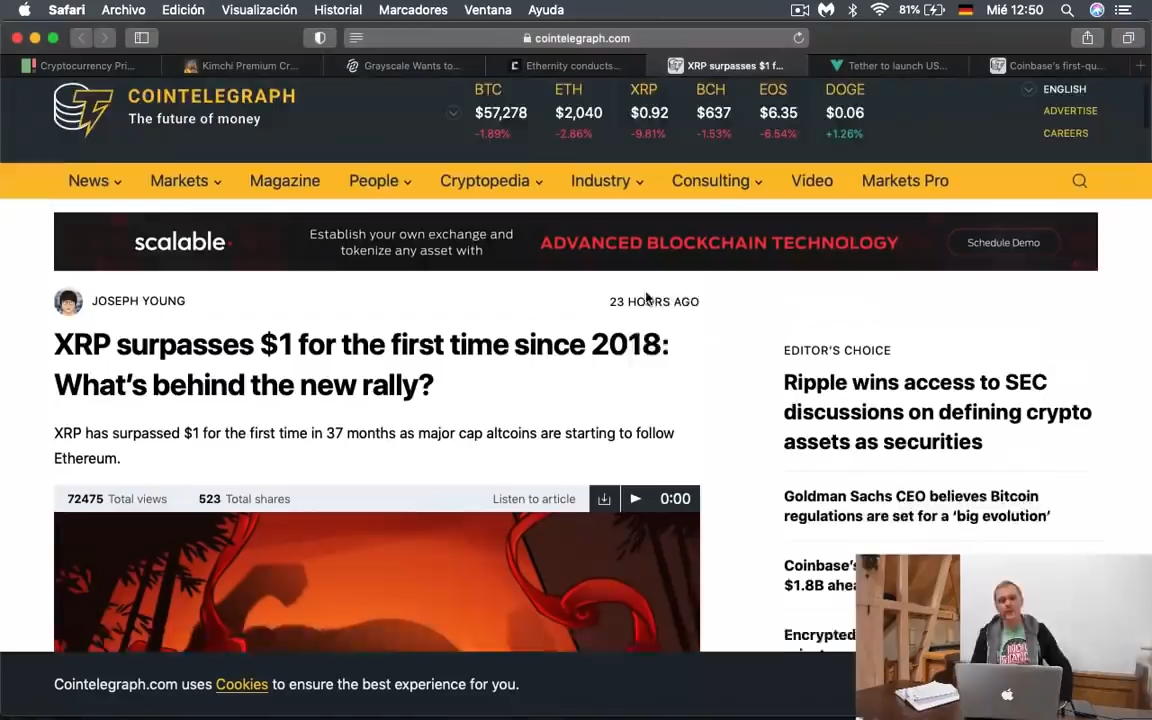 Safari Archivo Edición Visualización Historial Marcadores Ventana Ayuda 81% Mié 12:50
cointelegraph.com
Cryptocurrency Pri... Kimchi Premium Cr... Grayscale Wants to... Ethernity conducts... XRP surpasses $1 f... Tether to launch US... Coinbase's first-qu...
COINTELEGRAPH
The future of money
BTC ETH XRP BCH EOS DOGE
$57,278 $2,040 $0.92 $637 $6.35 $0.06
-1.89% -2.86% -9.81% -1.53% -6.54% +1.26%
ENGLISH
ADVERTISE
CAREERS
News Markets Magazine People Cryptopedia Industry Consulting Video Markets Pro
scalable
Establish your own exchange and
tokenize any asset with
ADVANCED BLOCKCHAIN TECHNOLOGY
Schedule Demo
JOSEPH YOUNG
23 HOURS AGO
XRP surpasses $1 for the first time since 2018:
What's behind the new rally?
XRP has surpassed $1 for the first time in 37 months as major cap altcoins are starting to follow
Ethereum.
72475 Total views 523 Total shares Listen to article 0:00
EDITOR'S CHOICE
Ripple wins access to SEC
discussions on defining crypto
assets as securities
Goldman Sachs CEO believes Bitcoin
regulations are set for a 'big evolution'
Coinbase's
$1.8B
Encrypted
Cointelegraph.com uses Cookies to ensure the best experience for you.